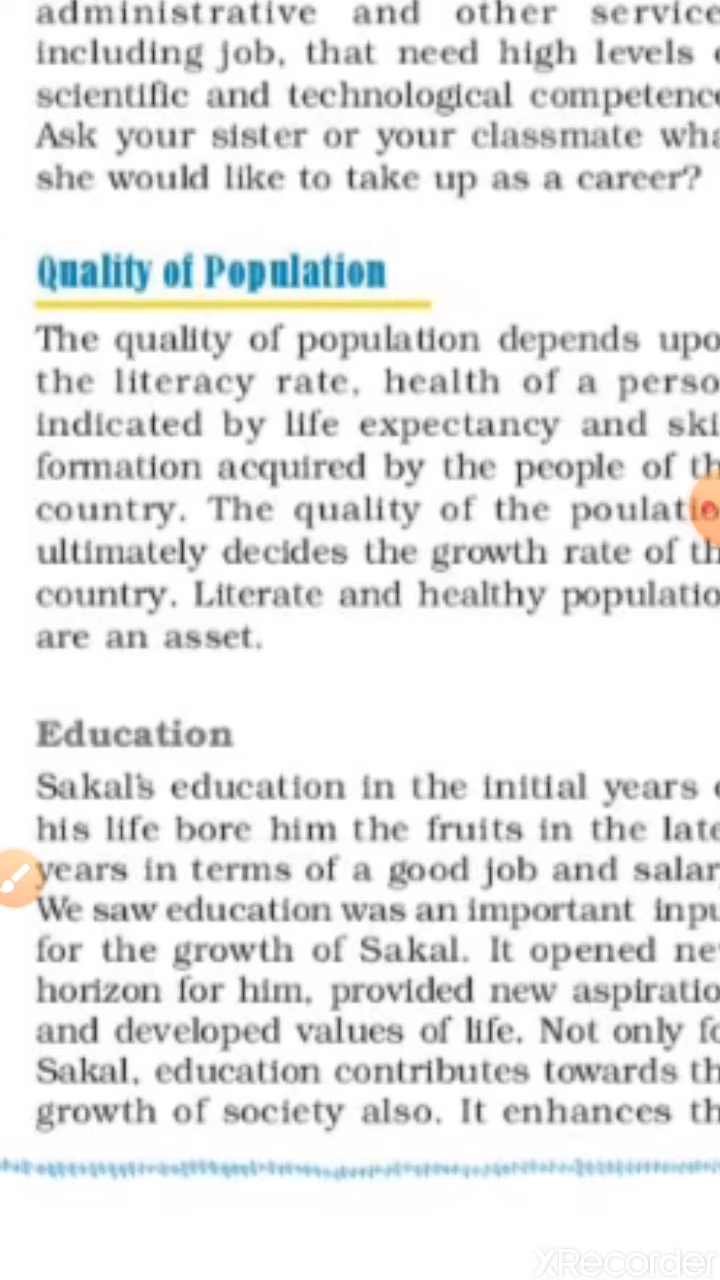 administrative and other service
including job, that need high levels
scientific and technological competenc
Ask your sister or your classmate wha
she would like to take up as a career?
Quality of Population
The quality of population depends upo
the literacy rate, health of a perso
indicated by life expectancy and ski
formation acquired by the people of th
country. The quality of the poulatio
ultimately decides the growth rate of th
country. Literate and healthy populatio
are an asset.
Education
Sakal's education in the initial years
his life bore him the fruits in the late
years in terms of a good job and salar
We saw education was an important inpu
for the growth of Sakal. It opened ne
horizon for him, provided new aspiratio
and developed values of life. Not only fo
Sakal, education contributes towards th
growth of society also. It enhances th
XRecorder